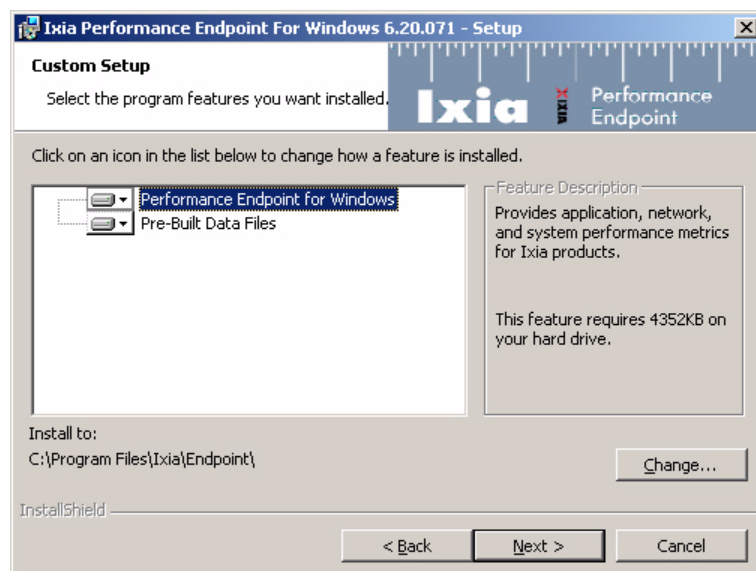 Ixia Performance Endpoint For Windows 6.20.071 - Setup
Custom Setup
Select the program features you want installed.
Ixia
IXIA
Performance
Endpoint
Click on an icon in the list below to change how a feature is installed.
Performance Endpoint for Windows
Pre-Built Data Files
Feature Description
Provides application, network,
and system performance metrics
for Ixia products.
This feature requires 4352KB on
your hard drive.
Install to:
C:\Program Files\Ixia\Endpoint\
Change...
InstallShield
< Back
Next >
Cancel